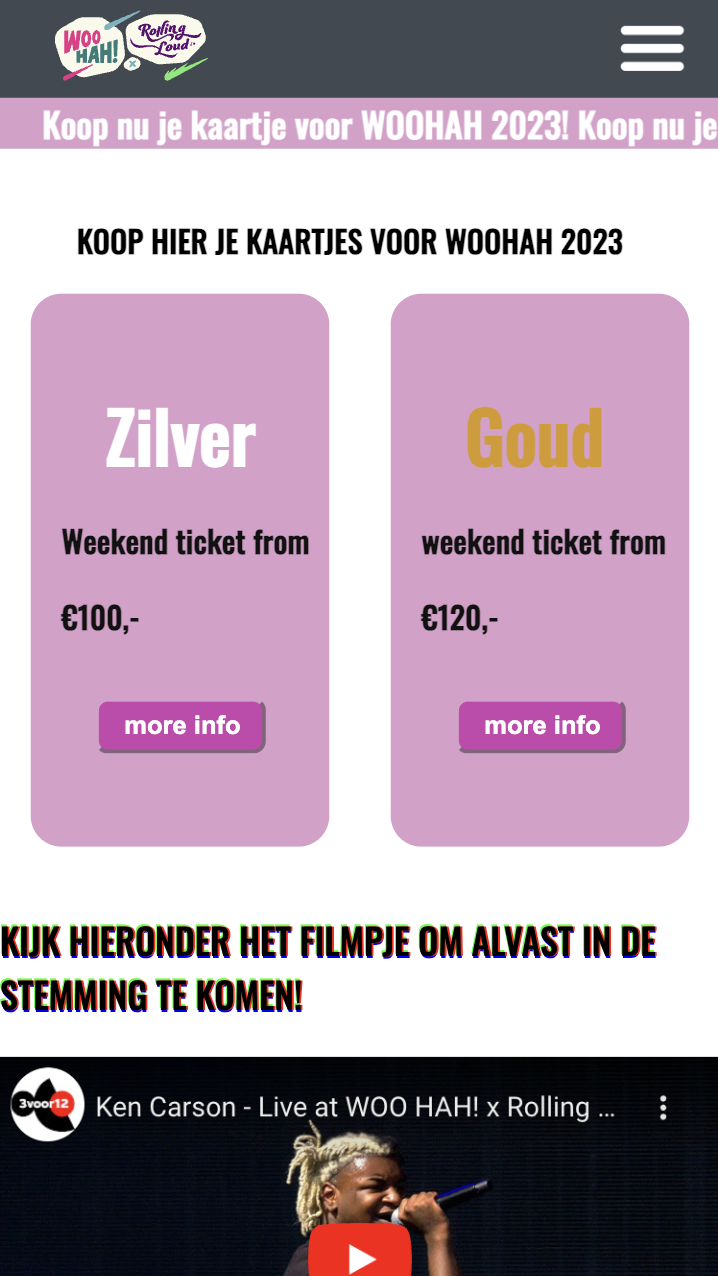 WOO
HAH!
x
Rolling
Loud
Koop nu je kaartje voor WOOHAH 2023! Koop nu je
KOOP HIER JE KAARTJES VOOR WOOHAH 2023
Zilver
Weekend ticket from
€100,-
more info
Goud
weekend ticket from
€120,-
more info
KIJK HIERONDER HET FILMPJE OM ALVAST IN DE
STEMMING TE KOMEN!
3voor12
Ken Carson - Live at WOO HAH! x Rolling ...